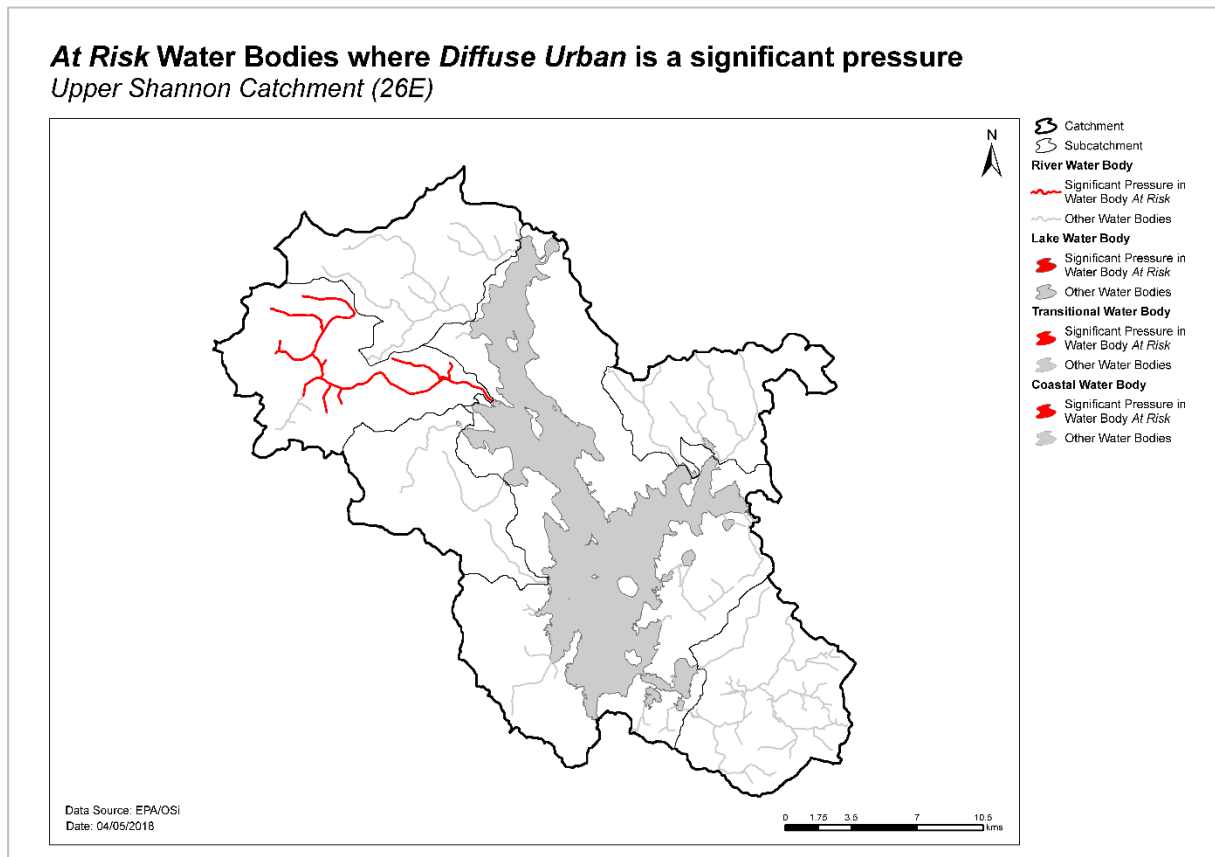 At Risk Water Bodies where Diffuse Urban is a significant pressure
Upper Shannon Catchment (26E)
N
Catchment
Subcatchment
River Water Body
Significant Pressure in
Water Body At Risk
Other Water Bodies
Lake Water Body
Significant Pressure in
Water Body At Risk
Other Water Bodies
Transitional Water Body
Significant Pressure in
Water Body At Risk
Other Water Bodies
Coastal Water Body
Significant Pressure in
Water Body At Risk
Other Water Bodies
Data Source: EPA/OSi
Date: 04/05/2018
0 1.75 3.5 7 10.5
kms